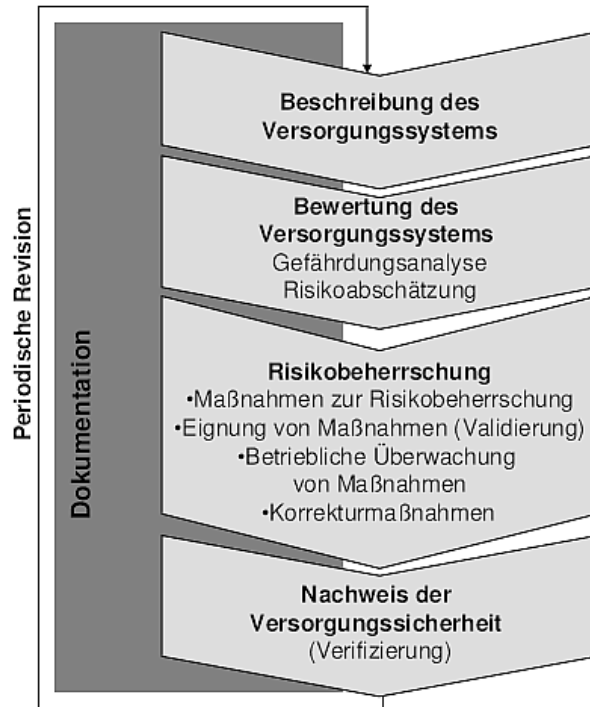 Periodische Revision
Dokumentation
Beschreibung des
Versorgungssystems
Bewertung des
Versorgungssystems
Gefährdungsanalyse
Risikoabschätzung
Risikobeherrschung
•Maßnahmen zur Risikobeherrschung
•Eignung von Maßnahmen (Validierung)
•Betriebliche Überwachung
von Maßnahmen
•Korrekturmaßnahmen
Nachweis der
Versorgungssicherheit
(Verifizierung)